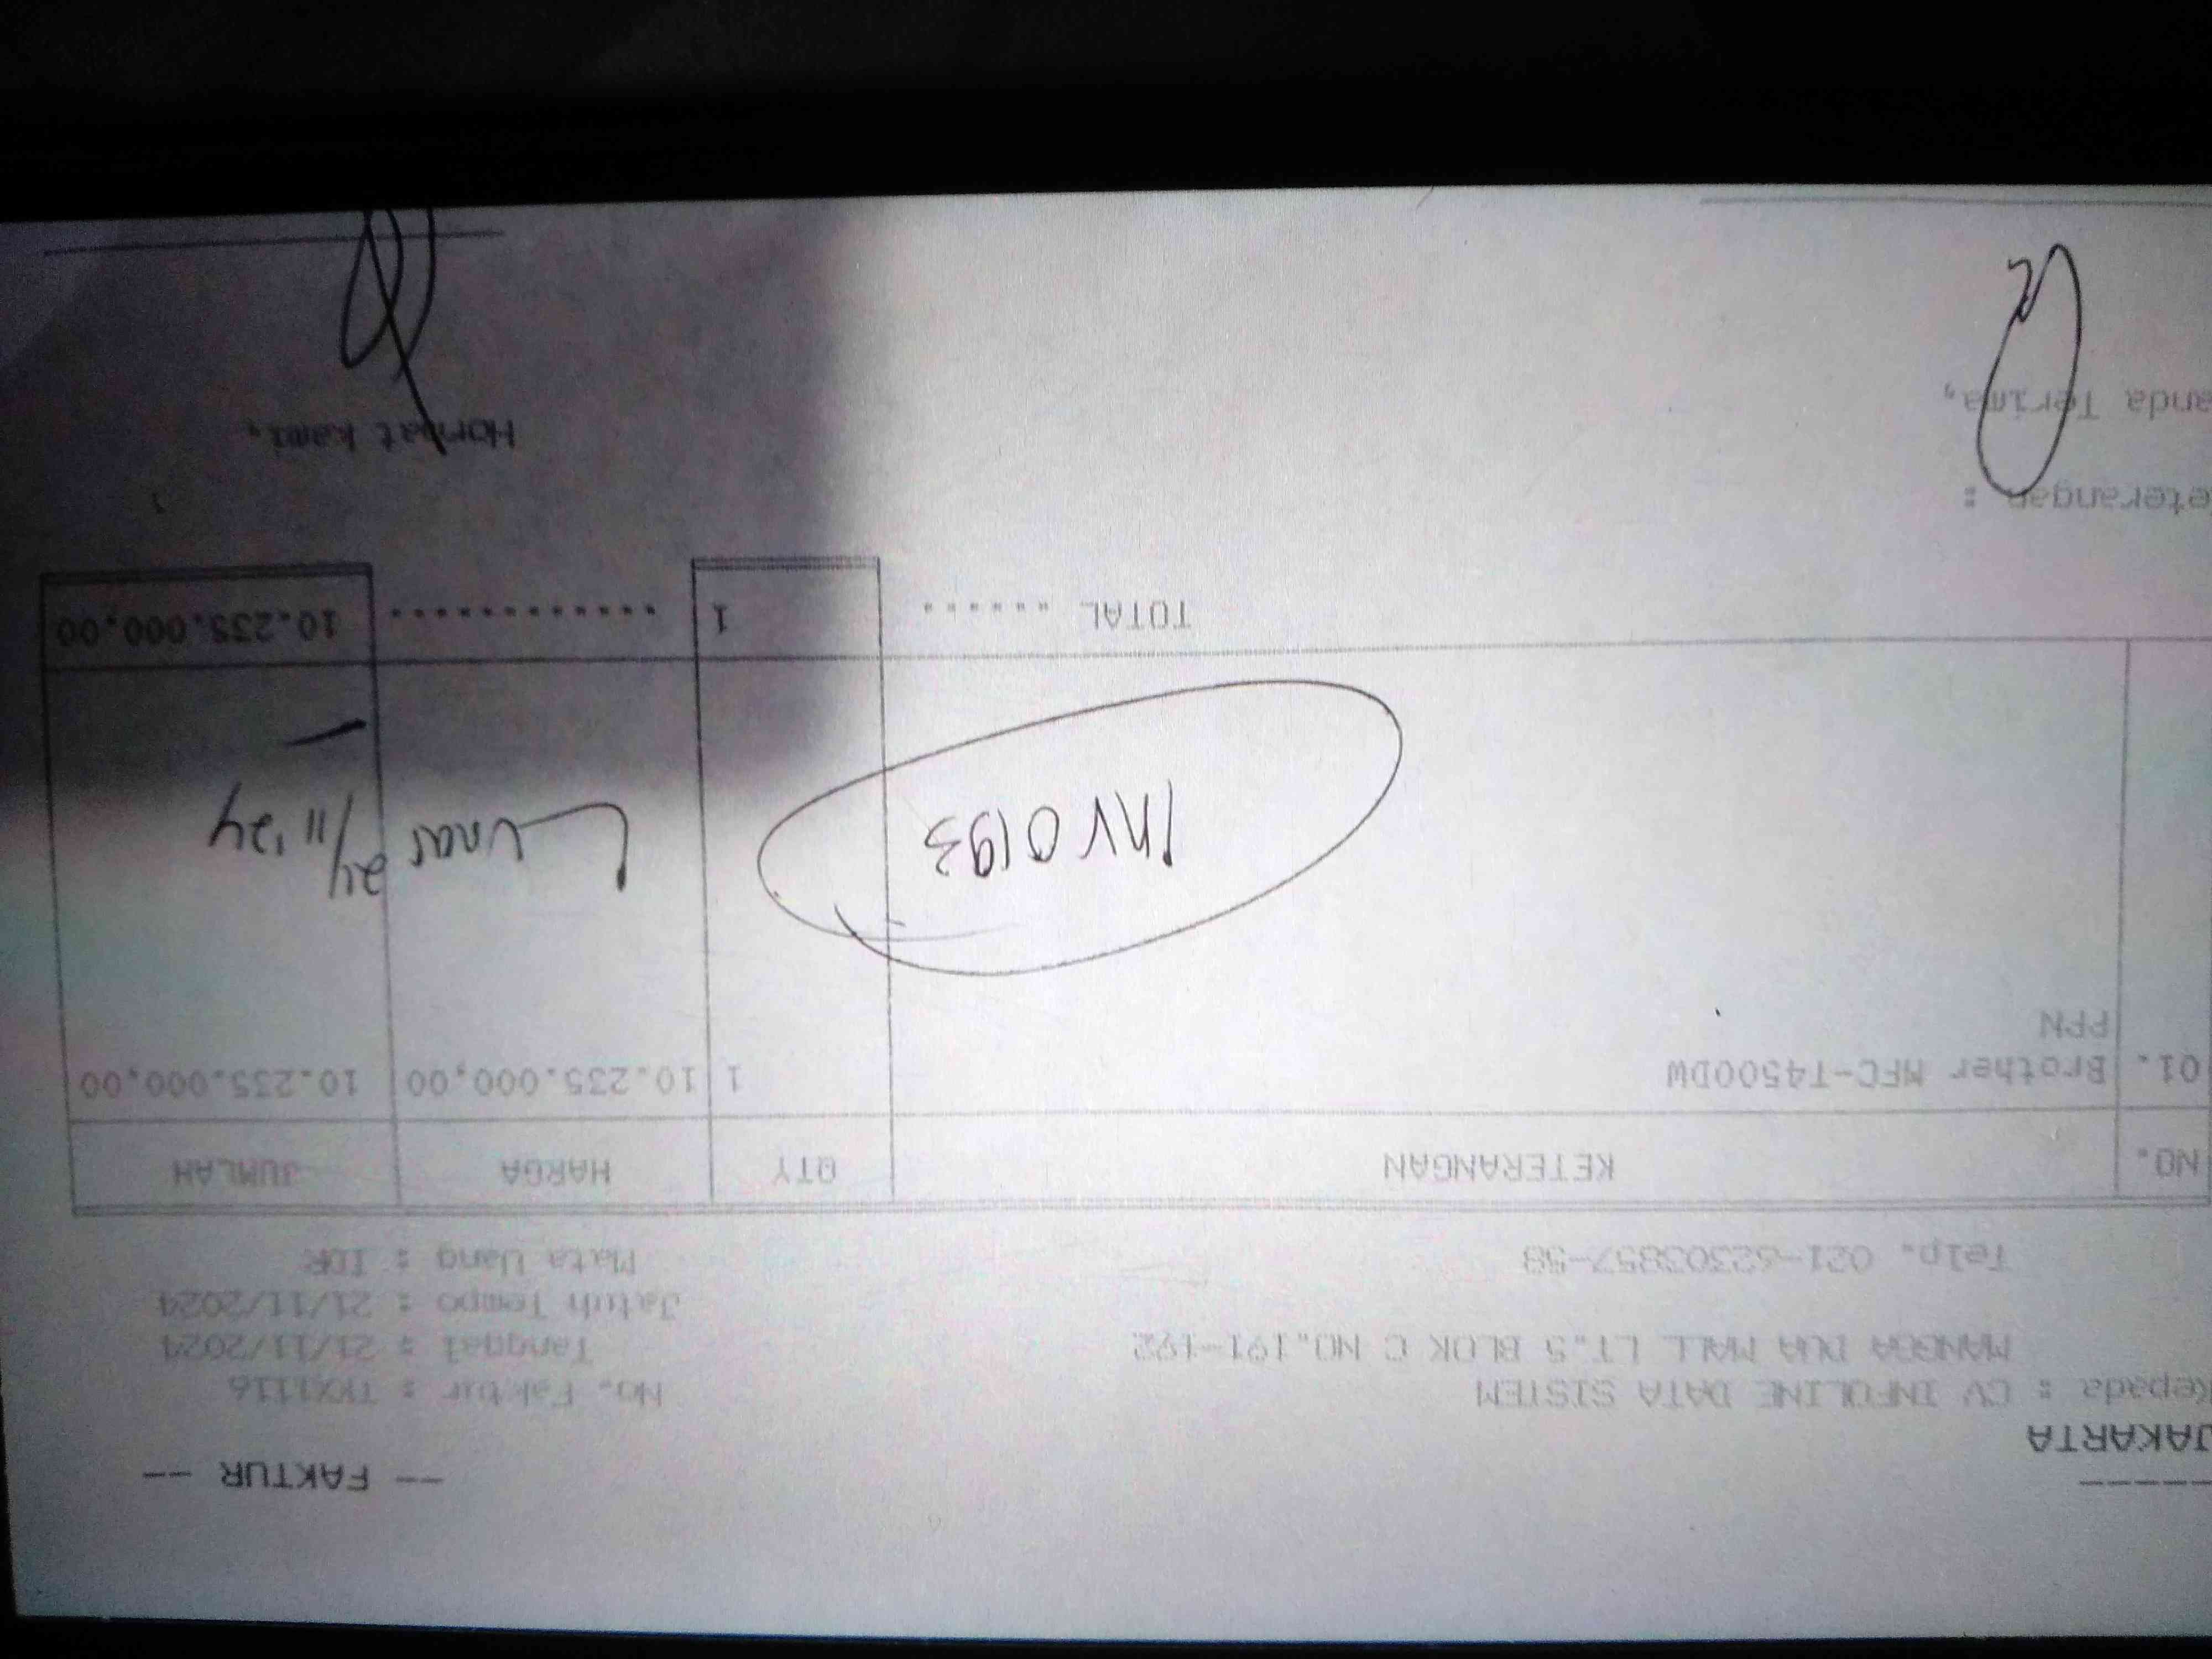 -- FAKTUR --
JAKARTA
Kepada : CV INFOLINE DATA SISTEM
MANGGA DUA MALL LT.5 BLOK C NO.191-192
Telp. 021-62303857-58
No. Faktur : TKX1116
Tanggal : 21/11/2024
Jatuh Tempo : 21/11/2024
Mata Uang : IDR
NO. KETERANGAN QTY HARGA JUMLAH
01. Brother MFC-T4500DW 1 10.235.000,00 10.235.000,00
PPN
INV 0193
Lunas 21/11'24
TOTAL ...... 1 ............. 10.235.000,00
eterangan :
anda Terima,
Hormat kami,